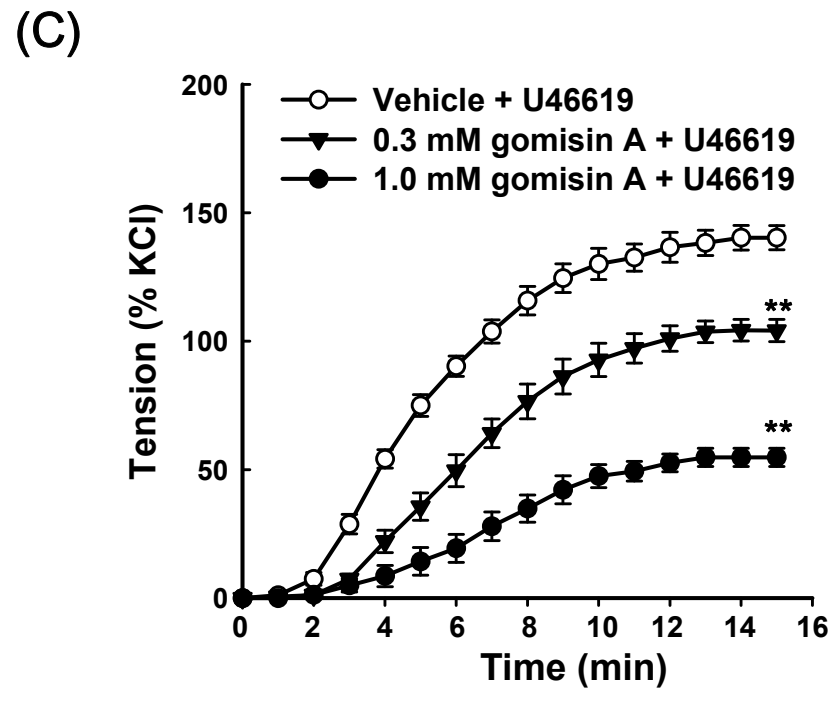 (C)
200
150
100
50
0
Tension (% KCl)
Vehicle + U46619
0.3 mM gomisin A + U46619
1.0 mM gomisin A + U46619
**
**
0 2 4 6 8 10 12 14 16
Time (min)